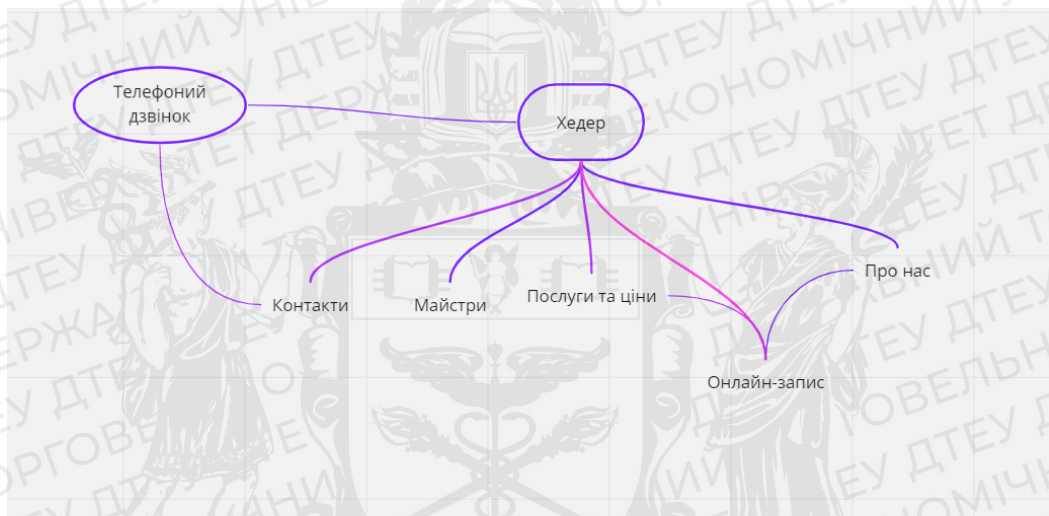 Телефоний
дзвінок
Хедер
Про нас
Контакти
Майстри
Послуги та ціни
Онлайн-запис